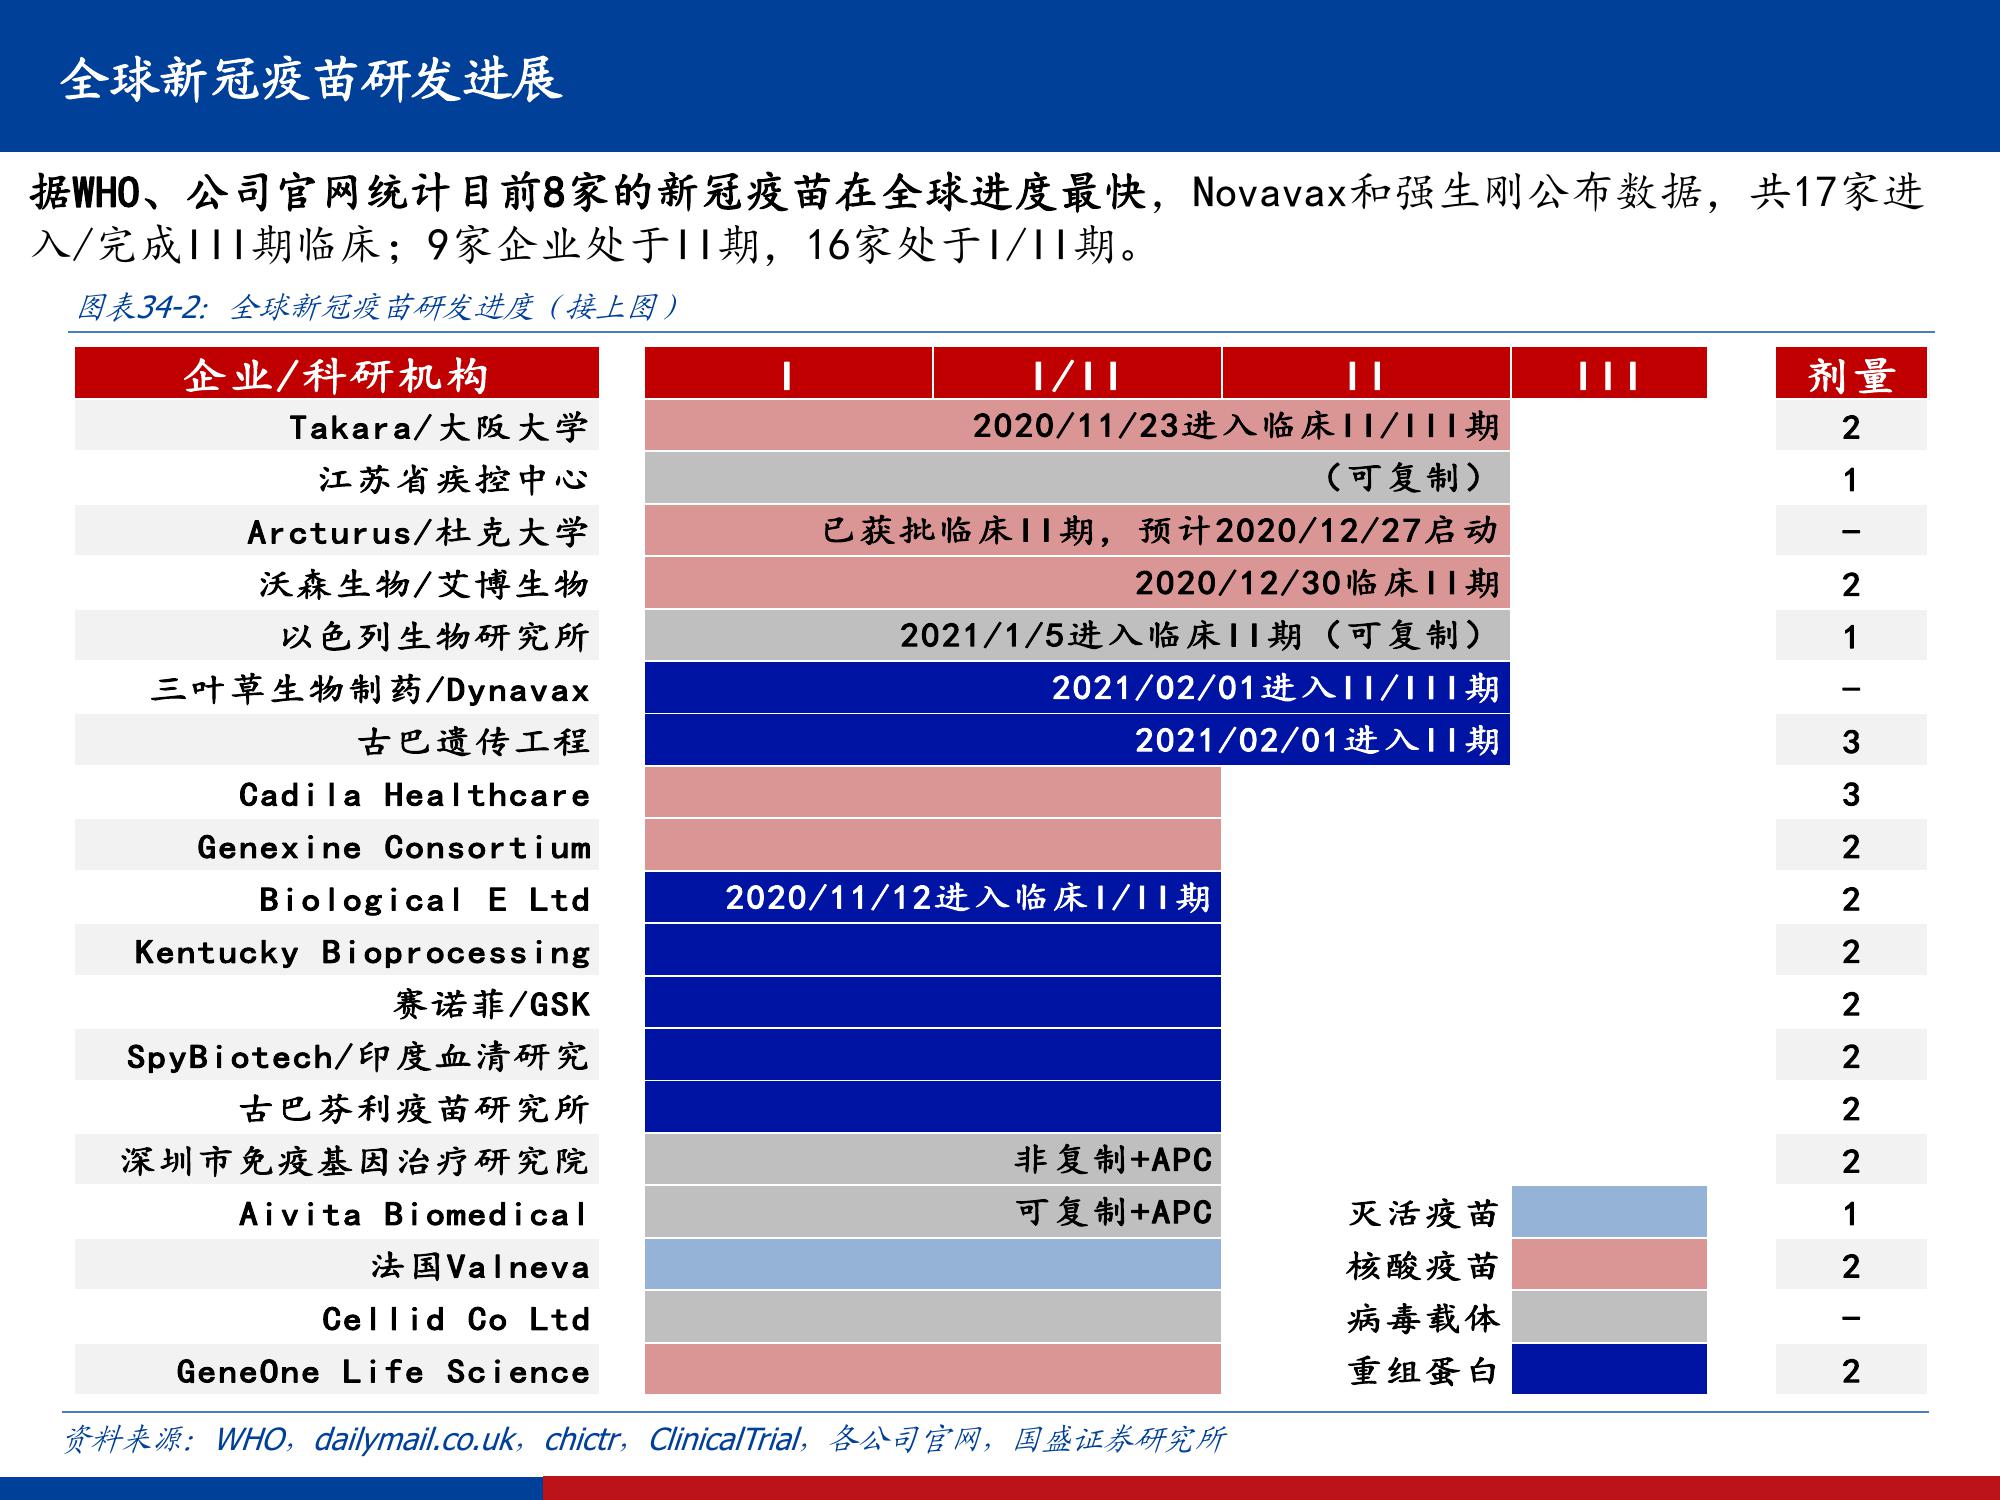 全球新冠疫苗研发进展
据WHO、公司官网统计目前8家的新冠疫苗在全球进度最快，Novavax和强生刚公布数据，共17家进
入/完成III期临床；9家企业处于II期，16家处于I/II期。
图表34-2：全球新冠疫苗研发进度（接上图）
企业/科研机构 I I/II II III 剂量
Takara/大阪大学 2020/11/23进入临床II/III期 2
江苏省疾控中心 （可复制） 1
Arcturus/杜克大学 已获批临床II期，预计2020/12/27启动 –
沃森生物/艾博生物 2020/12/30临床II期 2
以色列生物研究所 2021/1/5进入临床II期（可复制） 1
三叶草生物制药/Dynavax 2021/02/01进入II/III期 –
古巴遗传工程 2021/02/01进入II期 3
Cadila Healthcare 3
Genexine Consortium 2
Biological E Ltd 2020/11/12进入临床I/II期 2
Kentucky Bioprocessing 2
赛诺菲/GSK 2
SpyBiotech/印度血清研究 2
古巴芬利疫苗研究所 2
深圳市免疫基因治疗研究院 非复制+APC 2
Aivita Biomedical 可复制+APC 灭活疫苗 1
法国Valneva 核酸疫苗 2
Cellid Co Ltd 病毒载体 –
GeneOne Life Science 重组蛋白 2
资料来源：WHO，dailymail.co.uk，chictr，ClinicalTrial，各公司官网，国盛证券研究所